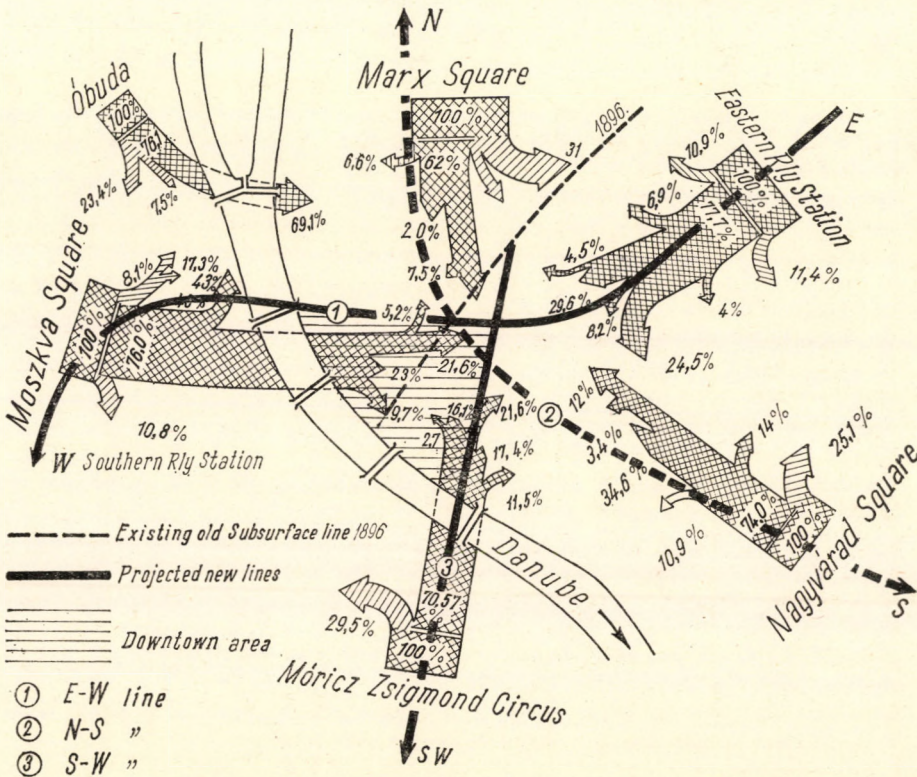 N
Óbuda
Marx Square
Eastern Rly Station
E
100%
76,1
23,4%
7,5%
69,1%
100%
6,6%
62%
31
1896.
20%
7,5%
10,9%
100%
6,9%
77,7%
4,5%
11,4%
29,6%
8,2%
4%
24,5%
Moszkva Square
8,1%
17,3%
43%
100%
76.0%
1
5,2%
21,6%
23%
9,7%
10,8%
W Southern Rly Station
16,1%
21,6%
2,7
17,4%
11,5%
2
12%
3,4%
34,6%
14%
25,1%
10,9%
74,0%
100%
Nagyvarad Square
S
Existing old Subsurface line 1896
Projected new lines
Downtown area
Danube
3
70,57
%
29,5%
100%
Móricz Zsigmond Circus
SW
1 E-W line
2 N-S "
3 S-W "